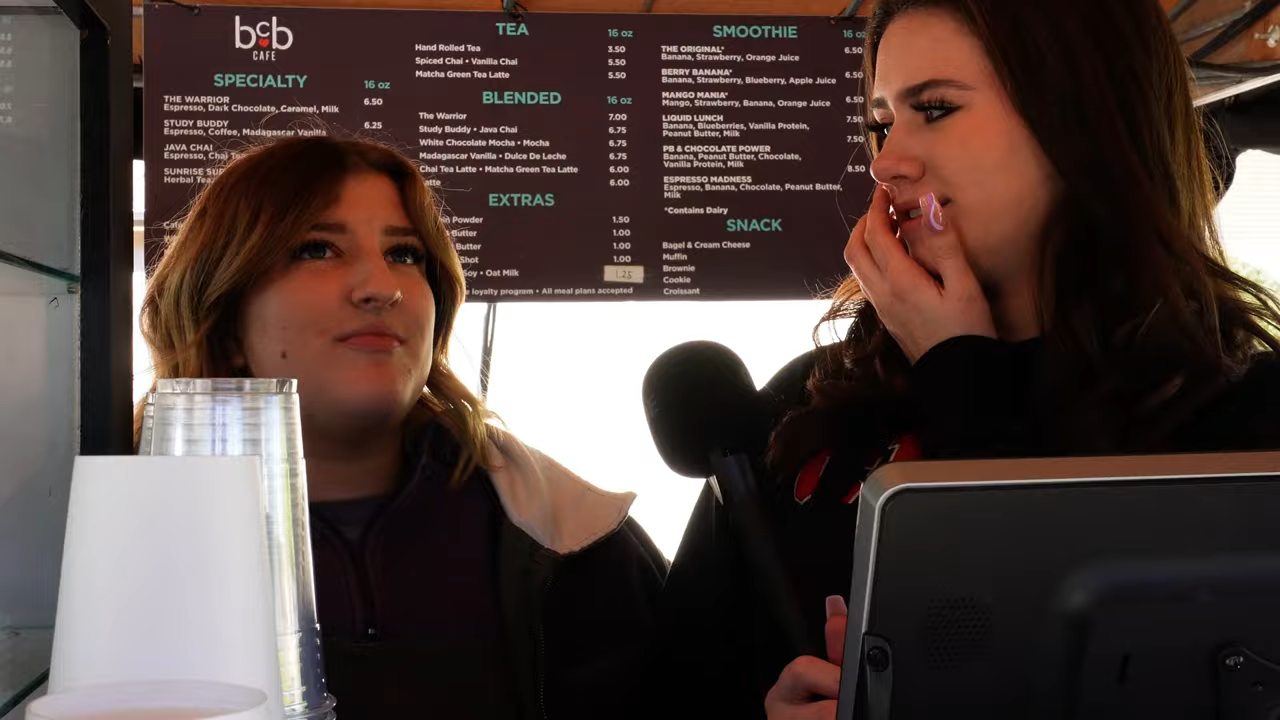 bcb
CAFE
SPECIALTY
16 oz
THE WARRIOR 6.50
Espresso, Dark Chocolate, Caramel, Milk
STUDY BUDDY 6.25
Espresso, Coffee, Madagascar Vanilla
JAVA CHAI
Espresso, Chai
SUNRISE
Herbal
TEA 16 oz
Hand Rolled Tea 3.50
Spiced Chai • Vanilla Chai 5.50
Matcha Green Tea Latte 5.50
BLENDED 16 oz
The Warrior 7.00
Study Buddy • Java Chai 6.75
White Chocolate Mocha • Mocha 6.75
Madagascar Vanilla • Dulce De Leche 6.75
Chai Tea Latte • Matcha Green Tea Latte 6.00
6.00
EXTRAS
Powder 1.50
Butter 1.00
Butter 1.00
Shot 1.00
Soy • Oat Milk 1.25
loyalty program • All meal plans accepted
SMOOTHIE 16 oz
THE ORIGINAL* 6.50
Banana, Strawberry, Orange Juice
BERRY BANANA* 6.50
Banana, Strawberry, Blueberry, Apple Juice
MANGO MANIA* 6.50
Mango, Strawberry, Banana, Orange Juice
LIQUID LUNCH 7.50
Banana, Blueberries, Vanilla Protein,
Peanut Butter, Milk
7.50
PB & CHOCOLATE POWER
Banana, Peanut Butter, Chocolate,
Vanilla Protein, Milk
8.50
ESPRESSO MADNESS
Espresso, Banana, Chocolate, Peanut Butter,
Milk
*Contains Dairy
SNACK
Bagel & Cream Cheese
Muffin
Brownie
Cookie
Croissant